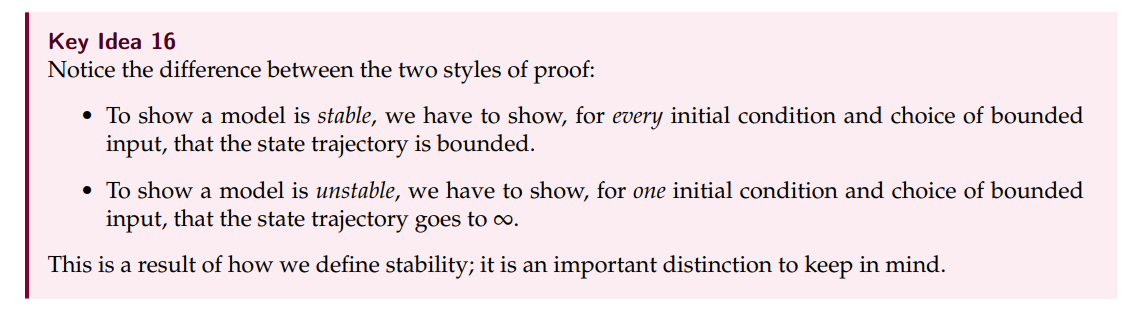 Key Idea 16
Notice the difference between the two styles of proof:
• To show a model is stable, we have to show, for every initial condition and choice of bounded
input, that the state trajectory is bounded.
• To show a model is unstable, we have to show, for one initial condition and choice of bounded
input, that the state trajectory goes to ∞.
This is a result of how we define stability; it is an important distinction to keep in mind.